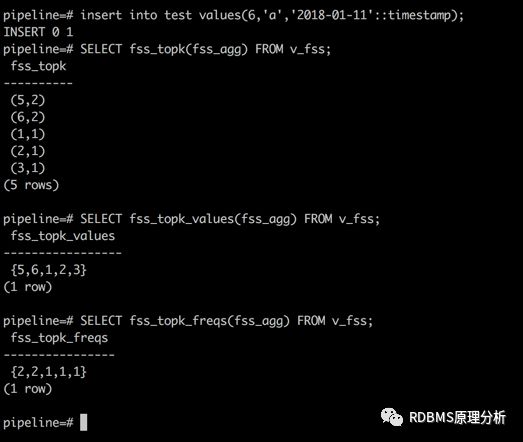 pipeline=# insert into test values(6,'a','2018-01-11'::timestamp);
INSERT 0 1
pipeline=# SELECT fss_topk(fss_agg) FROM v_fss;
 fss_topk
----------
 (5,2)
 (6,2)
 (1,1)
 (2,1)
 (3,1)
(5 rows)

pipeline=# SELECT fss_topk_values(fss_agg) FROM v_fss;
 fss_topk_values
-----------------
 {5,6,1,2,3}
(1 row)

pipeline=# SELECT fss_topk_freqs(fss_agg) FROM v_fss;
 fss_topk_freqs
----------------
 {2,2,1,1,1}
(1 row)

pipeline=#
RDBMS原理分析